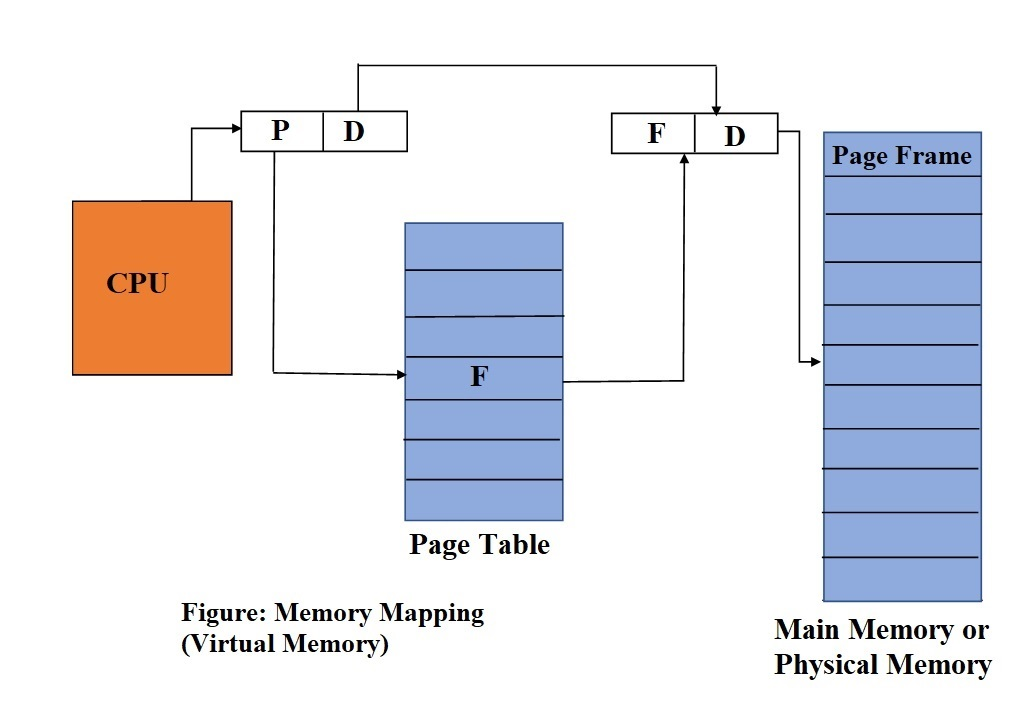 P D
F D
Page Frame
CPU
F
Page Table
Figure: Memory Mapping
(Virtual Memory)
Main Memory or
Physical Memory